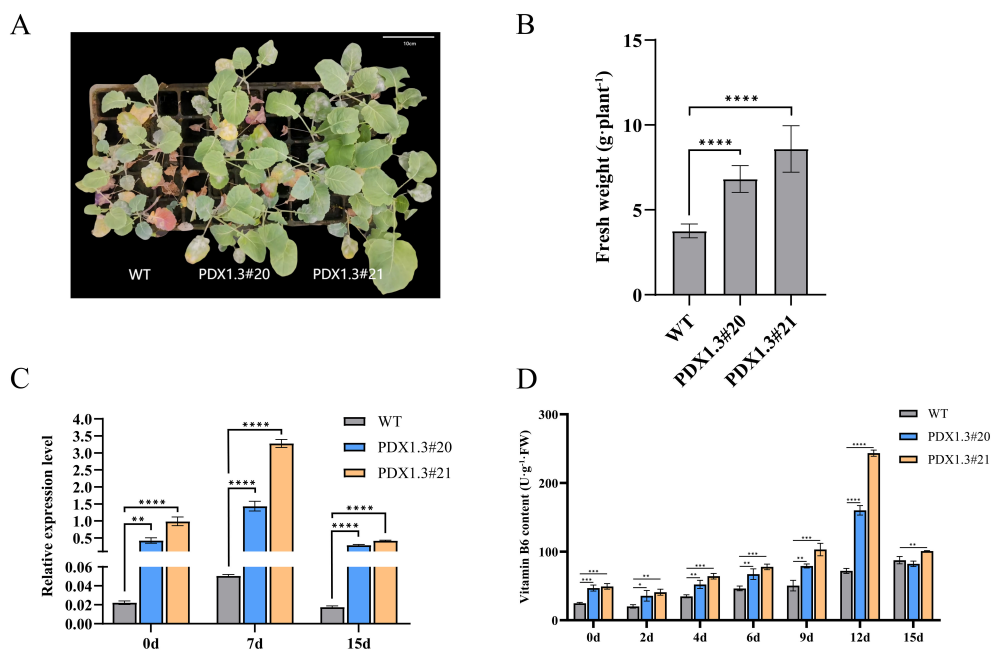 A
10cm
WT PDX1.3#20 PDX1.3#21
B
Fresh weight (g·plant⁻¹)
15
10
5
0
****
****
WT PDX1.3#20 PDX1.3#21
C
Relative expression level
4.0
3.5
3.0
2.5
2.0
1.5
1.0
0.5
0.06
0.04
0.02
0.00
WT
PDX1.3#20
PDX1.3#21
****
**
****
****
****
****
0d 7d 15d
D
Vitamin B6 content (U·g⁻¹·FW)
300
200
100
0
WT
PDX1.3#20
PDX1.3#21
***
***
**
*
***
**
***
**
***
**
****
****
**
0d 2d 4d 6d 9d 12d 15d